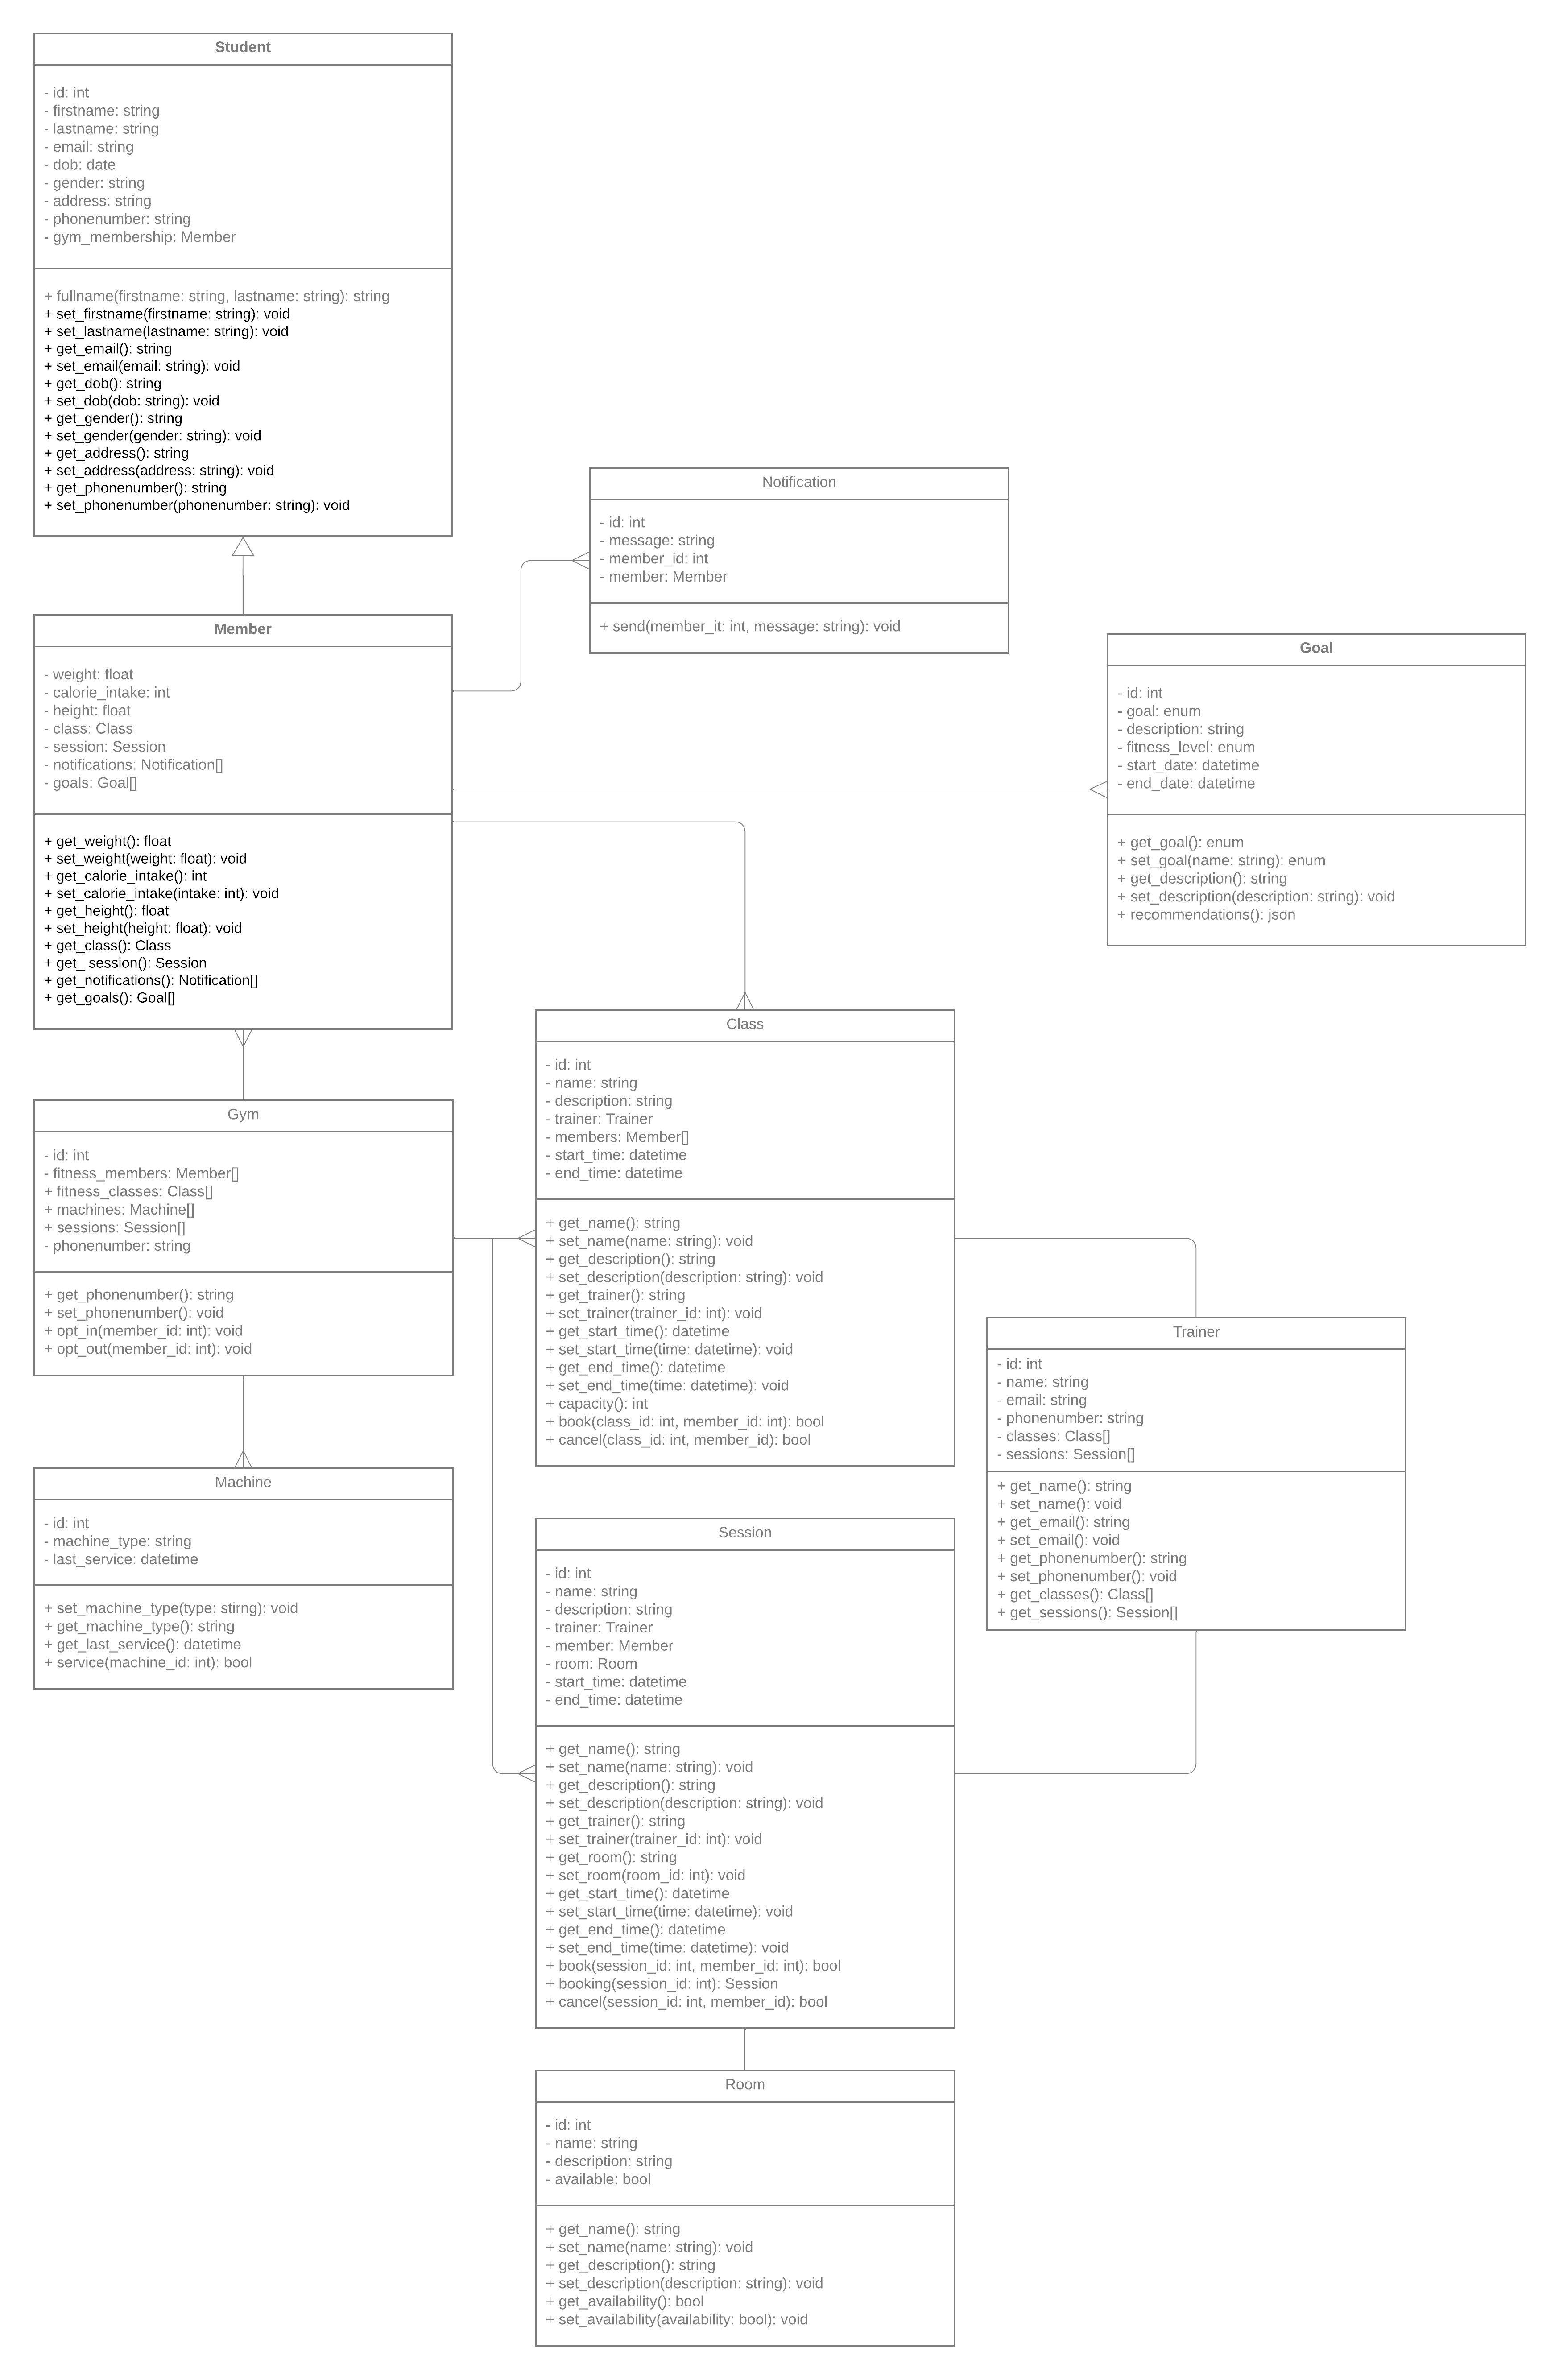 Student
- id: int
- firstname: string
- lastname: string
- email: string
- dob: date
- gender: string
- address: string
- phonenumber: string
- gym_membership: Member
+ fullname(firstname: string, lastname: string): string
+ set_firstname(firstname: string): void
+ set_lastname(lastname: string): void
+ get_email(): string
+ set_email(email: string): void
+ get_dob(): string
+ set_dob(dob: string): void
+ get_gender(): string
+ set_gender(gender: string): void
+ get_address(): string
+ set_address(address: string): void
+ get_phonenumber(): string
+ set_phonenumber(phonenumber: string): void
Notification
- id: int
- message: string
- member_id: int
- member: Member
+ send(member_it: int, message: string): void
Member
- weight: float
- calorie_intake: int
- height: float
- class: Class
- session: Session
- notifications: Notification[]
- goals: Goal[]
+ get_weight(): float
+ set_weight(weight: float): void
+ get_calorie_intake(): int
+ set_calorie_intake(intake: int): void
+ get_height(): float
+ set_height(height: float): void
+ get_class(): Class
+ get_ session(): Session
+ get_notifications(): Notification[]
+ get_goals(): Goal[]
Goal
- id: int
- goal: enum
- description: string
- fitness_level: enum
- start_date: datetime
- end_date: datetime
+ get_goal(): enum
+ set_goal(name: string): enum
+ get_description(): string
+ set_description(description: string): void
+ recommendations(): json
Class
- id: int
- name: string
- description: string
- trainer: Trainer
- members: Member[]
- start_time: datetime
- end_time: datetime
+ get_name(): string
+ set_name(name: string): void
+ get_description(): string
+ set_description(description: string): void
+ get_trainer(): string
+ set_trainer(trainer_id: int): void
+ get_start_time(): datetime
+ set_start_time(time: datetime): void
+ get_end_time(): datetime
+ set_end_time(time: datetime): void
+ capacity(): int
+ book(class_id: int, member_id: int): bool
+ cancel(class_id: int, member_id): bool
Gym
- id: int
- fitness_members: Member[]
+ fitness_classes: Class[]
+ machines: Machine[]
+ sessions: Session[]
- phonenumber: string
+ get_phonenumber(): string
+ set_phonenumber(): void
+ opt_in(member_id: int): void
+ opt_out(member_id: int): void
Trainer
- id: int
- name: string
- email: string
- phonenumber: string
- classes: Class[]
- sessions: Session[]
+ get_name(): string
+ set_name(): void
+ get_email(): string
+ set_email(): void
+ get_phonenumber(): string
+ set_phonenumber(): void
+ get_classes(): Class[]
+ get_sessions(): Session[]
Machine
- id: int
- machine_type: string
- last_service: datetime
+ set_machine_type(type: stirng): void
+ get_machine_type(): string
+ get_last_service(): datetime
+ service(machine_id: int): bool
Session
- id: int
- name: string
- description: string
- trainer: Trainer
- member: Member
- room: Room
- start_time: datetime
- end_time: datetime
+ get_name(): string
+ set_name(name: string): void
+ get_description(): string
+ set_description(description: string): void
+ get_trainer(): string
+ set_trainer(trainer_id: int): void
+ get_room(): string
+ set_room(room_id: int): void
+ get_start_time(): datetime
+ set_start_time(time: datetime): void
+ get_end_time(): datetime
+ set_end_time(time: datetime): void
+ book(session_id: int, member_id: int): bool
+ booking(session_id: int): Session
+ cancel(session_id: int, member_id): bool
Room
- id: int
- name: string
- description: string
- available: bool
+ get_name(): string
+ set_name(name: string): void
+ get_description(): string
+ set_description(description: string): void
+ get_availability(): bool
+ set_availability(availability: bool): void